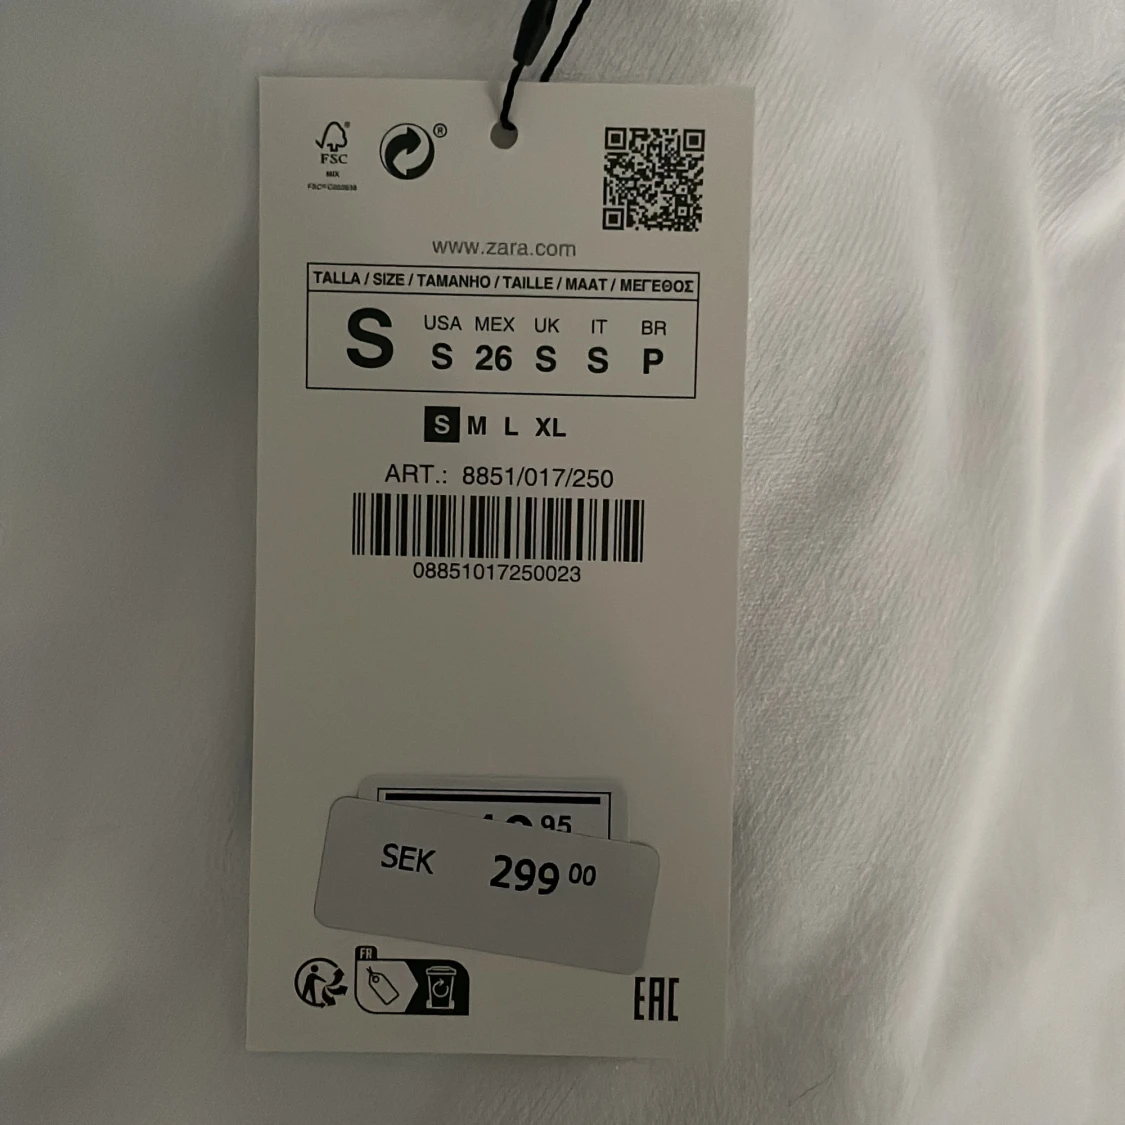 FSC
MIX
www.zara.com
TALLA / SIZE / TAMANHO / TAILLE / MAAT / ΜΕΓΕΘΟΣ
S USA MEX UK IT BR
S 26 S S P
S M L XL
ART.: 8851/017/250
08851017250023
95
SEK 299 00
FR
EAC